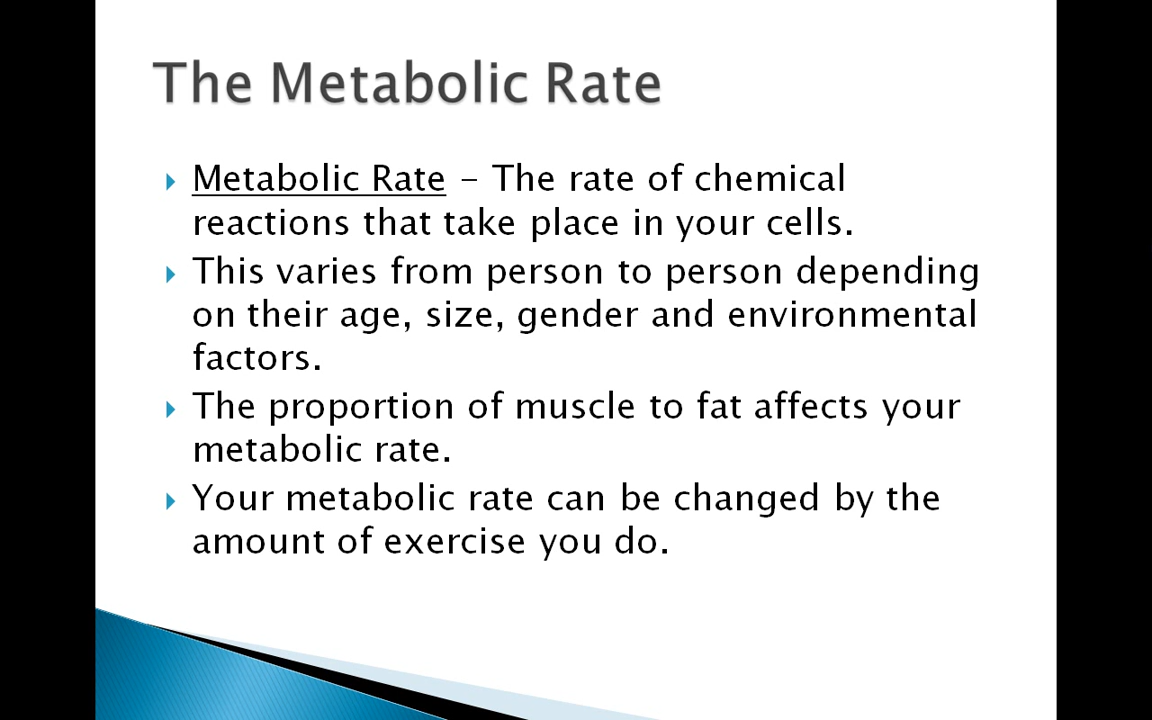 The Metabolic Rate
Metabolic Rate – The rate of chemical
reactions that take place in your cells.
This varies from person to person depending
on their age, size, gender and environmental
factors.
The proportion of muscle to fat affects your
metabolic rate.
Your metabolic rate can be changed by the
amount of exercise you do.